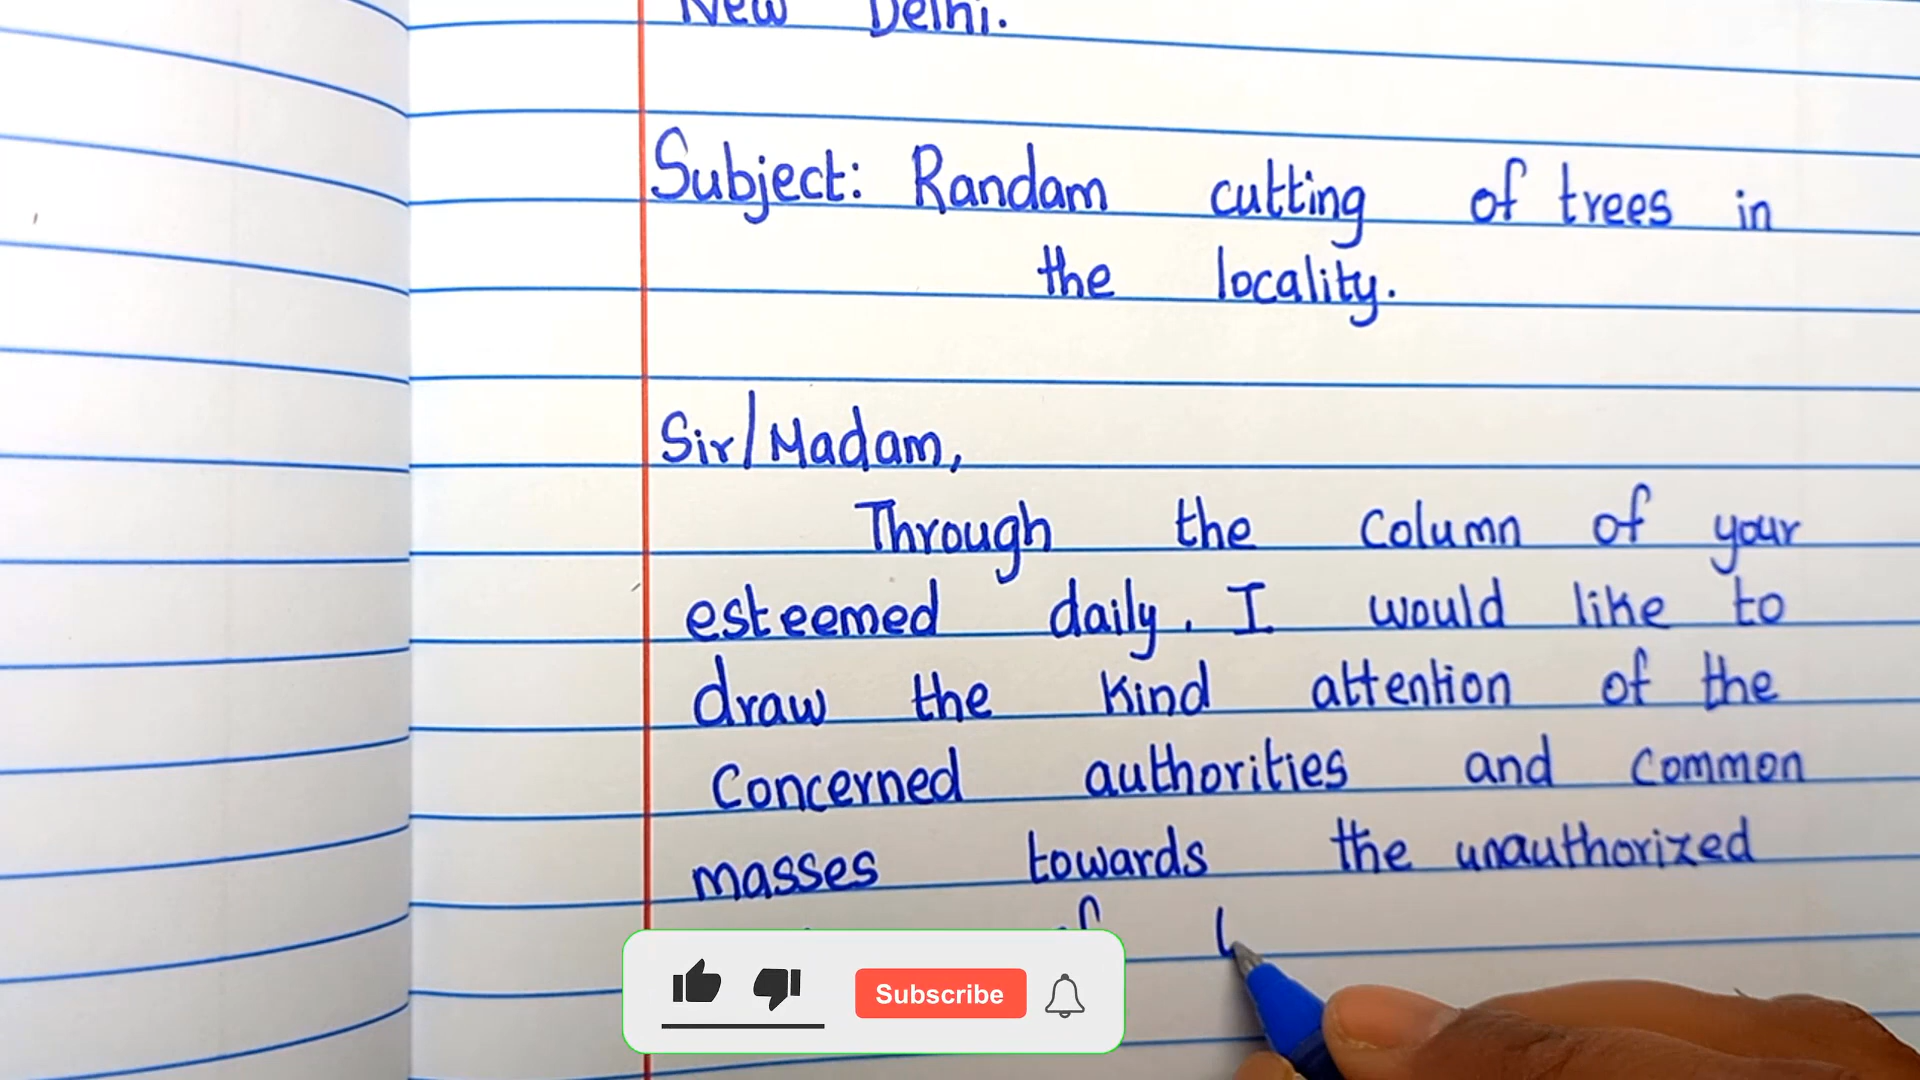 New Delhi.
Subject: Randam cutting of trees in
the locality.
Sir/Madam,
Through the column of your
esteemed daily. I would like to
draw the kind attention of the
concerned authorities and common
masses towards the unauthorized
of
Subscribe